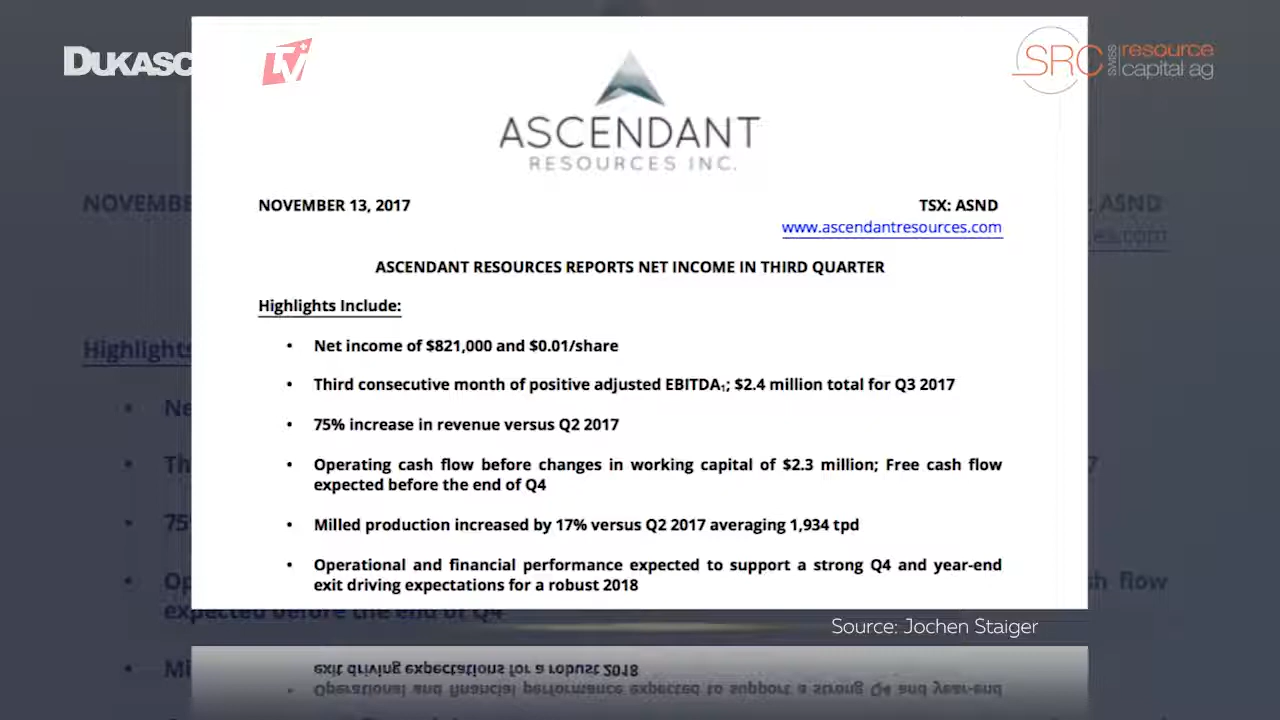 DUKASC TV
SRC SWISS resource capital ag
ASCENDANT
RESOURCES INC.
NOVEMBER 13, 2017 TSX: ASND
www.ascendantresources.com
ASCENDANT RESOURCES REPORTS NET INCOME IN THIRD QUARTER
Highlights Include:
• Net income of $821,000 and $0.01/share
• Third consecutive month of positive adjusted EBITDA₁; $2.4 million total for Q3 2017
• 75% increase in revenue versus Q2 2017
• Operating cash flow before changes in working capital of $2.3 million; Free cash flow
expected before the end of Q4
• Milled production increased by 17% versus Q2 2017 averaging 1,934 tpd
• Operational and financial performance expected to support a strong Q4 and year-end
exit driving expectations for a robust 2018
Source: Jochen Staiger